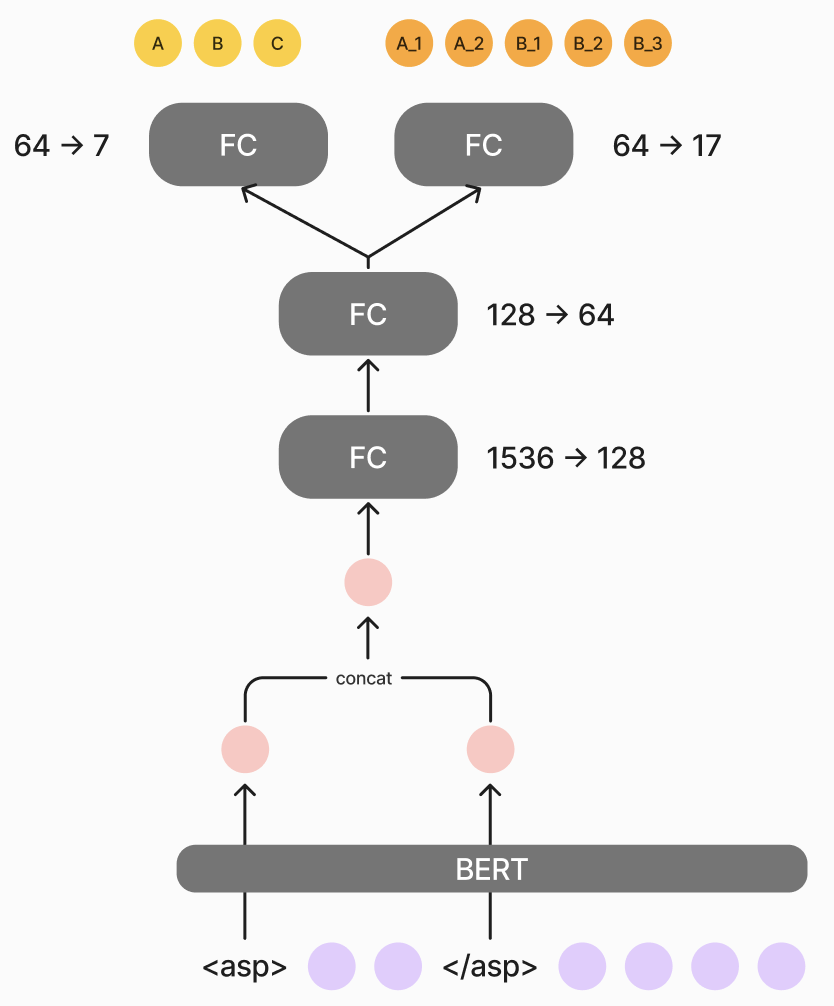 A B C A_1 A_2 B_1 B_2 B_3
64 → 7 FC FC 64 → 17
FC 128 → 64
FC 1536 → 128
concat
BERT
<asp> </asp>